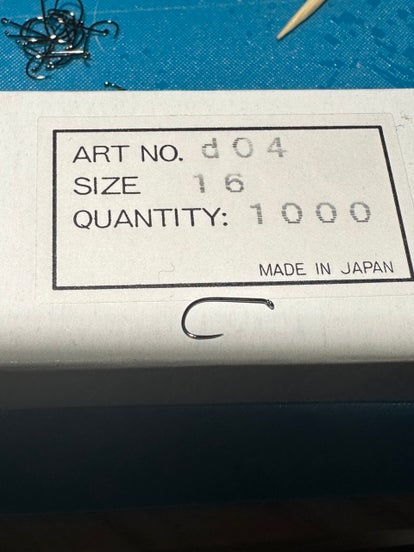 ART NO. d04
SIZE 16
QUANTITY: 1000
MADE IN JAPAN